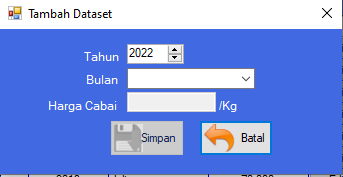 Tambah Dataset
Tahun 2022
Bulan
Harga Cabai /Kg
Simpan Batal